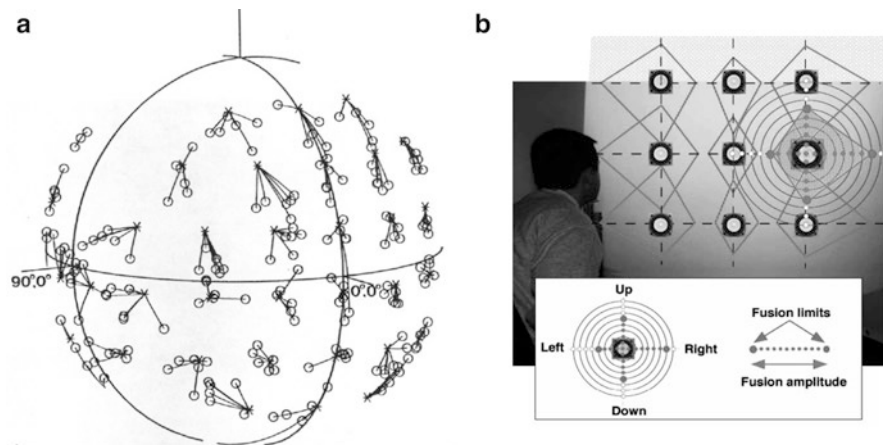 a
b
90°,0°
0°,0°
Up
Left
Right
Down
Fusion limits
Fusion amplitude